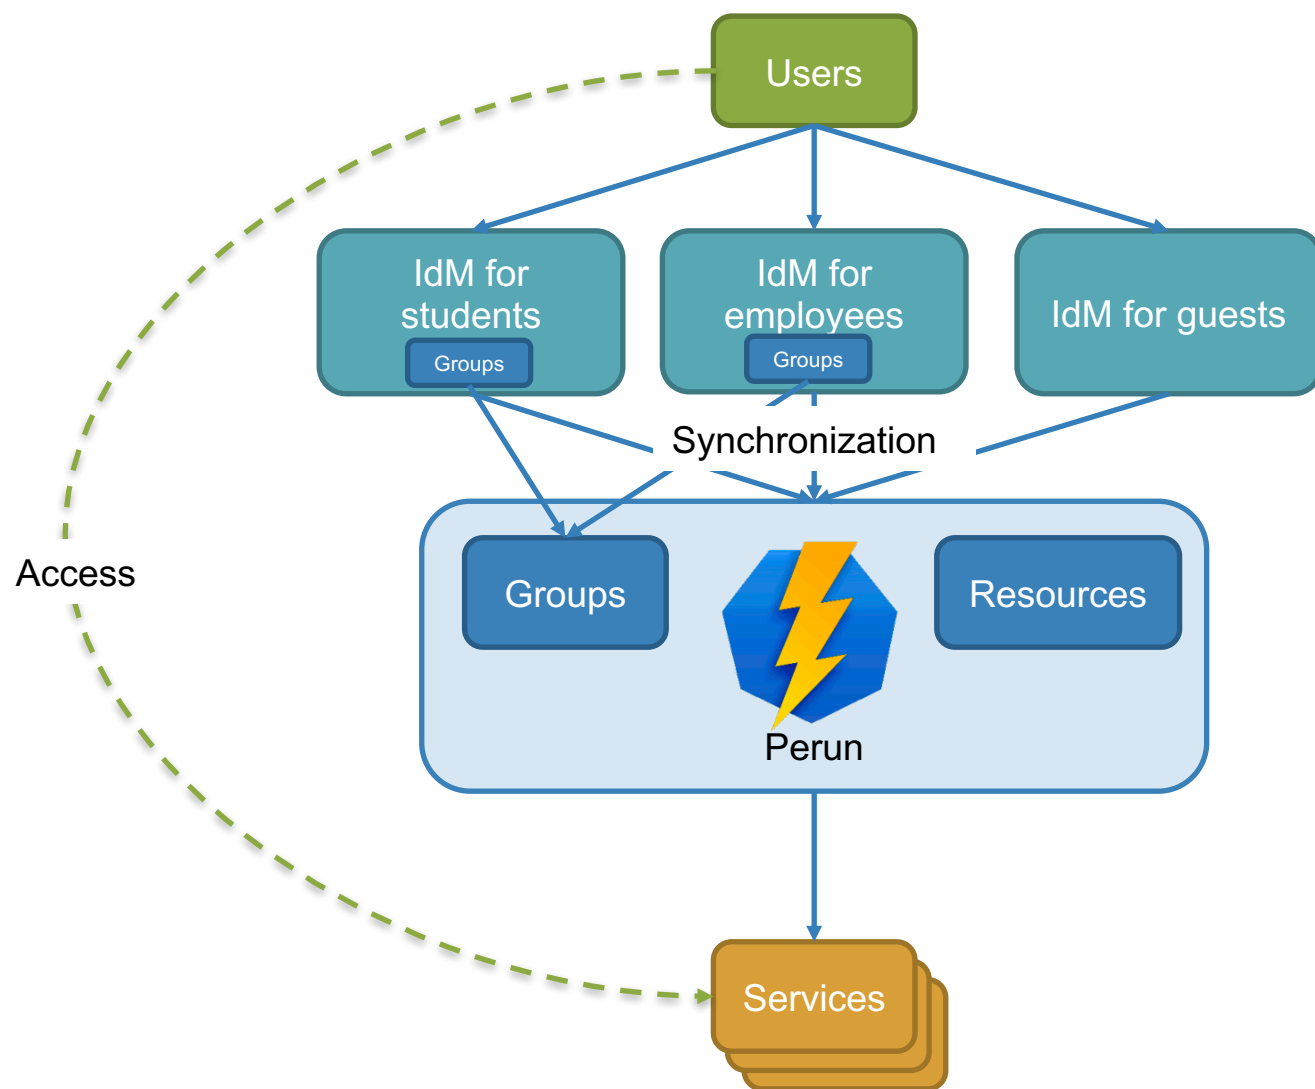 Users
IdM for
students
Groups
IdM for
employees
Groups
IdM for guests
Synchronization
Access
Groups
Resources
Perun
Services